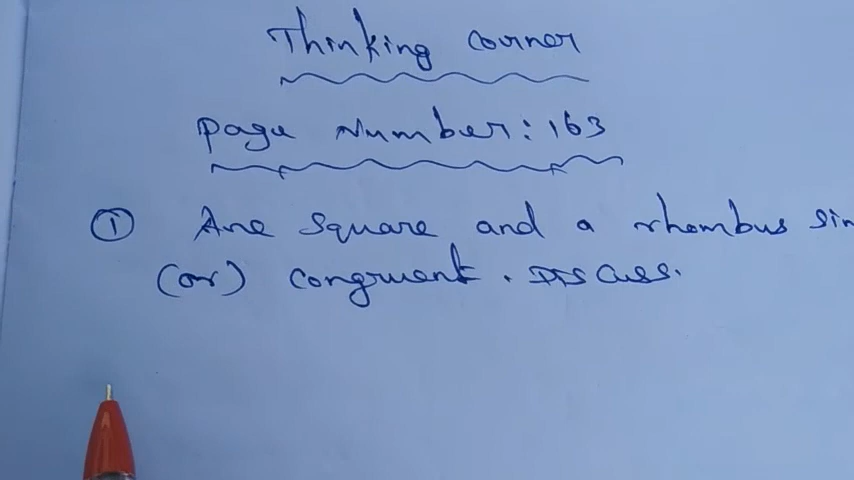 Thinking corner
Page Number: 163
① Are square and a rhombus sim
(or) congruent. Discuss.